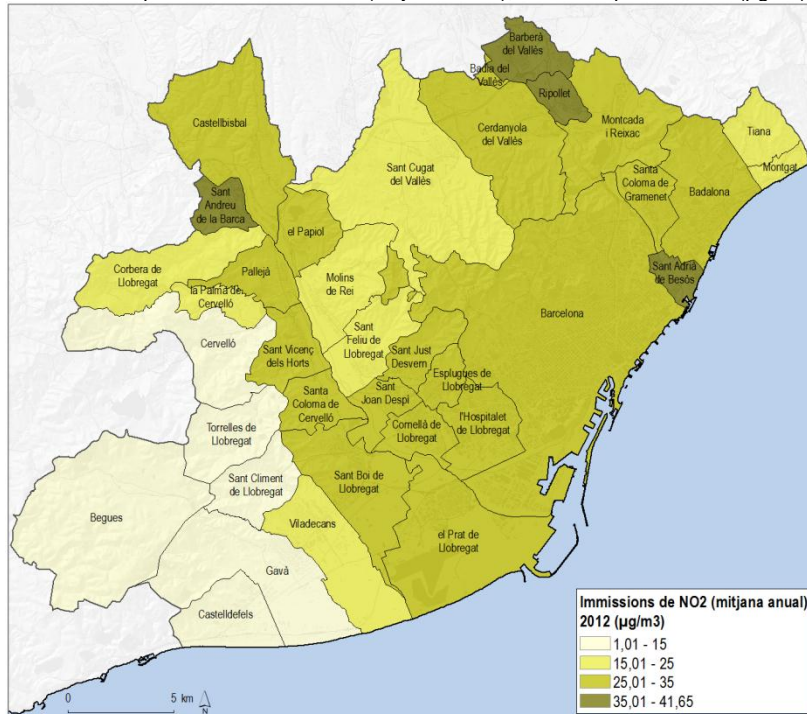 Barberà
del Vallès
Badia del
Vallès
Ripollet
Castellbisbal
Cerdanyola
del Vallès
Montcada
i Reixac
Tiana
Montgat
Sant Cugat
del Vallès
Santa
Coloma de
Gramenet
Badalona
Sant
Andreu
de la Barca
el Papiol
Corbera de
Llobregat
Pallejà
Molins
de Rei
Sant Adrià
de Besòs
la Palma de
Cervelló
Barcelona
Cervelló
Sant
Feliu de
Llobregat
Sant Vicenç
dels Horts
Sant Just
Desvern
Esplugues de
Llobregat
Santa
Coloma de
Cervelló
Sant
Joan Despí
Cornellà de
Llobregat
l'Hospitalet
de Llobregat
Torrelles de
Llobregat
Sant Climent
de Llobregat
Sant Boi de
Llobregat
Begues
Viladecans
el Prat de
Llobregat
Gavà
Castelldefels
Immissions de NO2 (mitjana anual)
2012 (µg/m3)
1,01 - 15
15,01 - 25
25,01 - 35
35,01 - 41,65
0 5 km
N